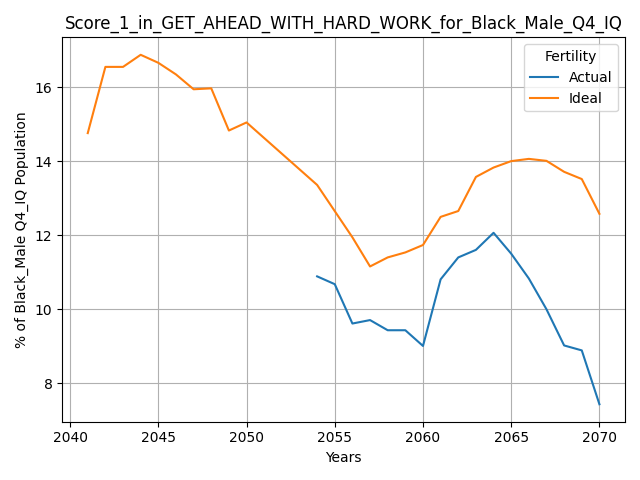 Score_1_in_GET_AHEAD_WITH_HARD_WORK_for_Black_Male_Q4_IQ
Fertility
Actual
Ideal
% of Black_Male Q4_IQ Population
16
14
12
10
8
2040 2045 2050 2055 2060 2065 2070
Years